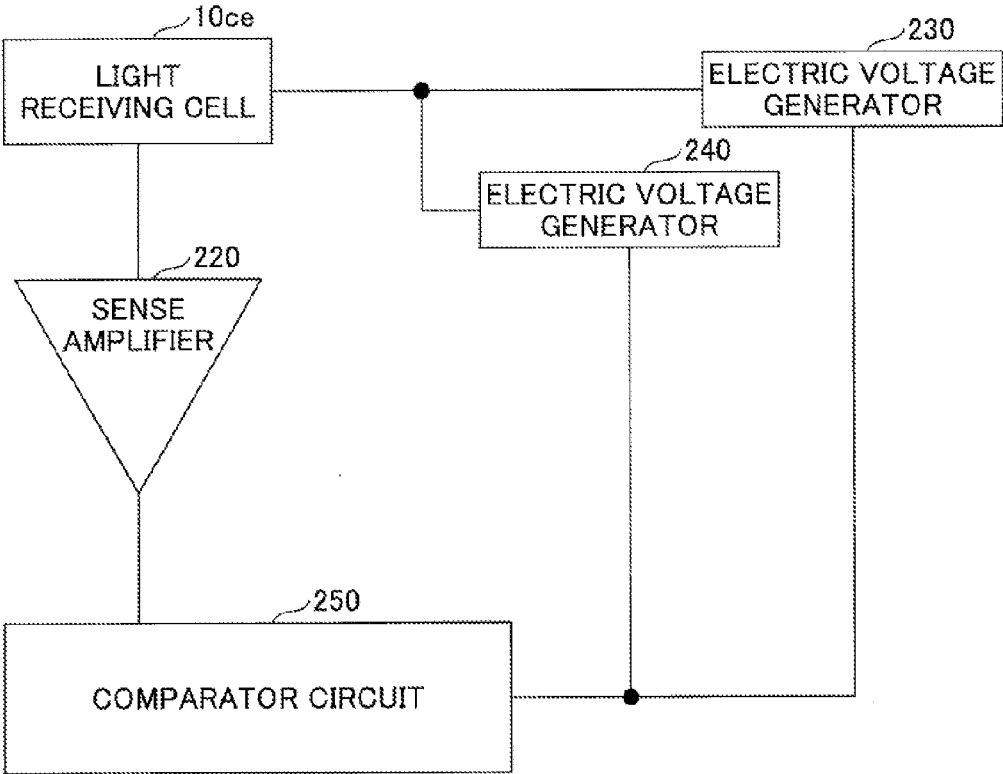 10ce
LIGHT
RECEIVING CELL
230
ELECTRIC VOLTAGE
GENERATOR
240
ELECTRIC VOLTAGE
GENERATOR
220
SENSE
AMPLIFIER
250
COMPARATOR CIRCUIT